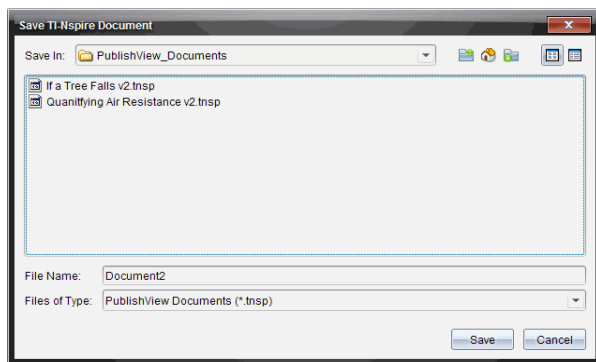 Save TI-Nspire Document
Save In: PublishView_Documents
If a Tree Falls v2.tnsp
Quanitfying Air Resistance v2.tnsp
File Name: Document2
Files of Type: PublishView Documents (*.tnsp)
Save Cancel